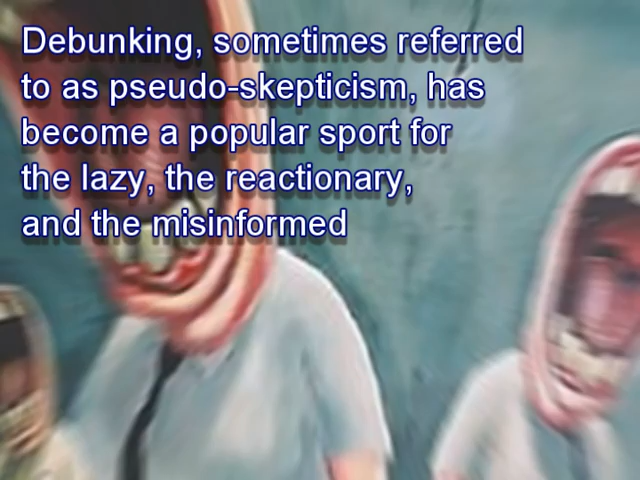 Debunking, sometimes referred
to as pseudo-skepticism, has
become a popular sport for
the lazy, the reactionary,
and the misinformed